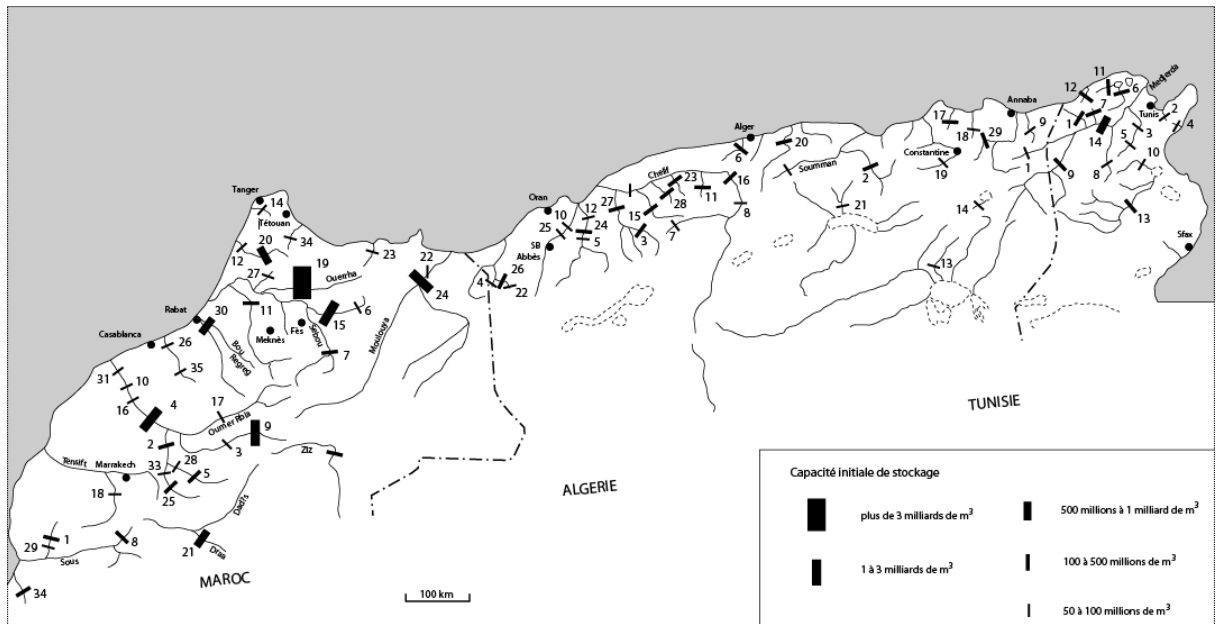 11
12
6
Medjerda
Annaba
7
Tunis
2
17
9
1
3
4
Alger
20
18
29
14
5
6
Constantine
1
10
Soumman
19
8
9
Chélif
23
16
2
Tanger
14
Oran
12
27
11
21
14
13
Tétouan
10
15
28
8
Sfax
20
34
25
24
3
7
SB
Abbès
5
12
19
23
22
13
27
Ouerrha
26
4
22
24
30
11
15
6
Rabat
Fès
Sebou
Casablanca
Meknès
Moulouya
26
Bou
Regreg
7
35
31
10
16
4
17
TUNISIE
Oum er Rbia
9
2
3
Ziz
Tensift
Marrakech
28
33
5
18
25
Dad?s
ALGERIE
1
29
8
21
Draa
Sous
MAROC
34
100 km
Capacité initiale de stockage
plus de 3 milliards de m³
500 millions à 1 milliard de m³
1 à 3 milliards de m³
100 à 500 millions de m³
50 à 100 millions de m³